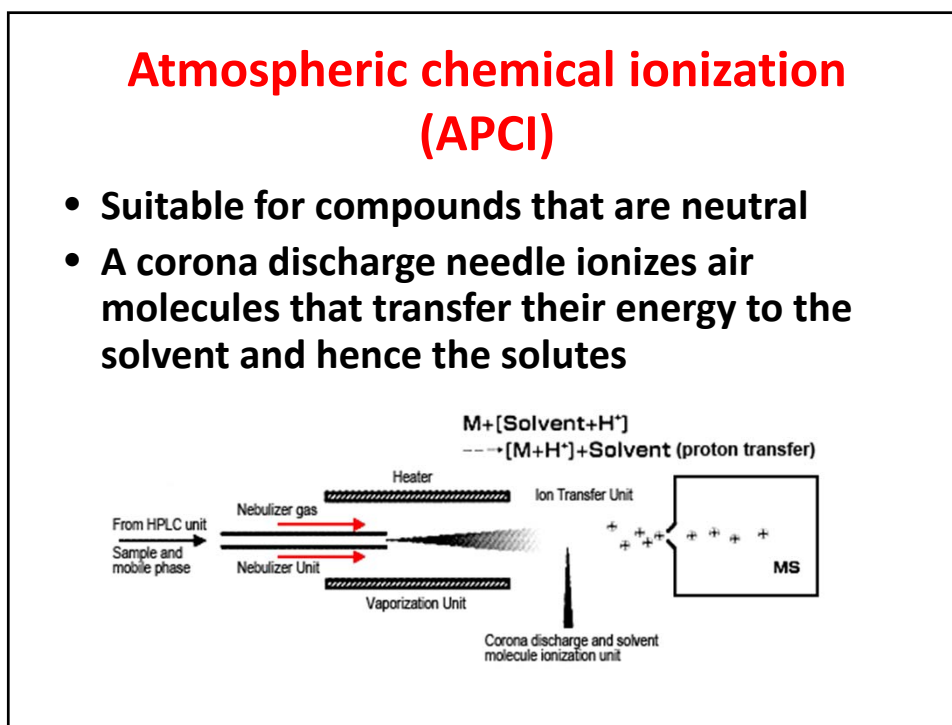 Atmospheric chemical ionization
(APCI)
• Suitable for compounds that are neutral
• A corona discharge needle ionizes air
molecules that transfer their energy to the
solvent and hence the solutes
M+[Solvent+H⁺]
---→[M+H⁺]+Solvent (proton transfer)
Heater
Ion Transfer Unit
Nebulizer gas
From HPLC unit
Sample and
mobile phase
Nebulizer Unit
MS
Vaporization Unit
Corona discharge and solvent
molecule ionization unit